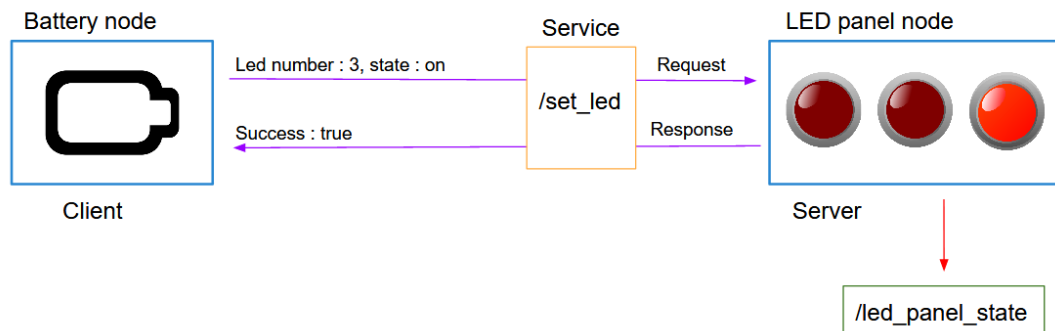 Battery node
LED panel node
Service
Led number : 3, state : on
Request
/set_led
Success : true
Response
Client
Server
/led_panel_state